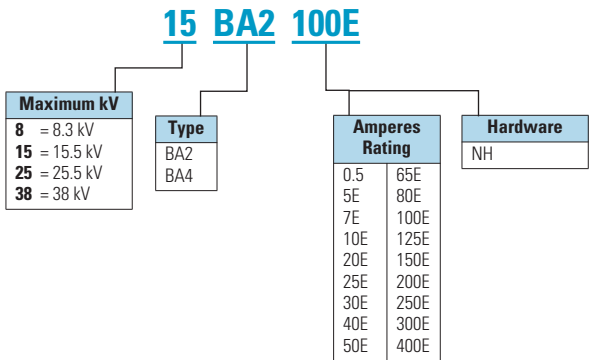 15 BA2 100E
Maximum kV
8 = 8.3 kV
15 = 15.5 kV
25 = 25.5 kV
38 = 38 kV
Type
BA2
BA4
Amperes
Rating
0.5 65E
5E 80E
7E 100E
10E 125E
20E 150E
25E 200E
30E 250E
40E 300E
50E 400E
Hardware
NH